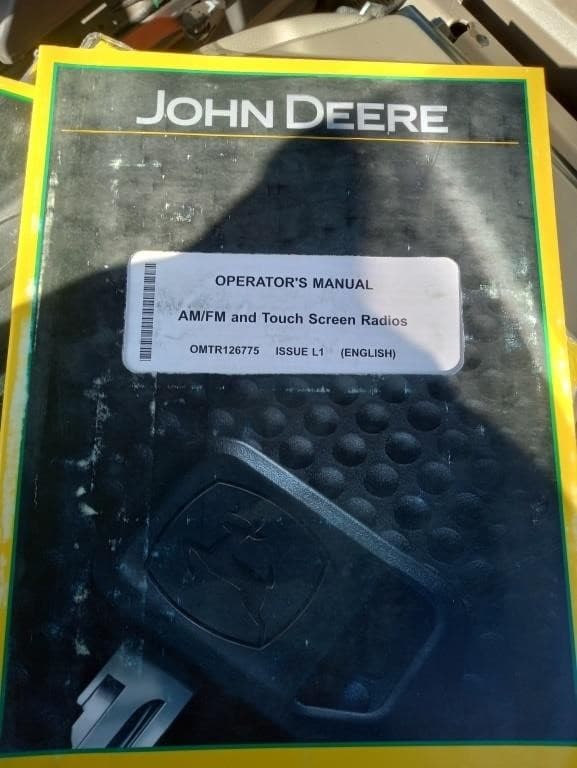 JOHN DEERE
OPERATOR'S MANUAL
AM/FM and Touch Screen Radios
OMTR126775 ISSUE L1 (ENGLISH)